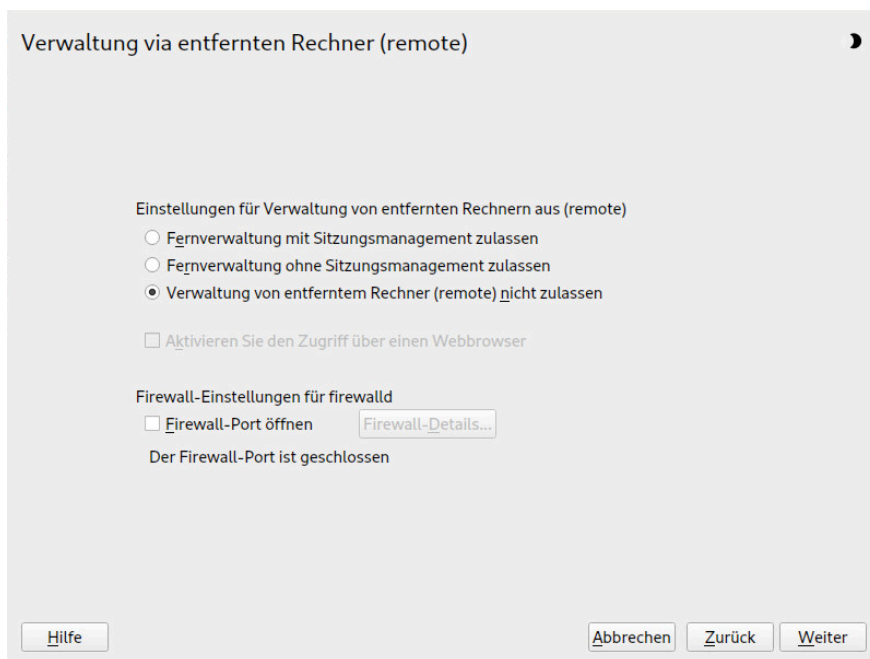 Verwaltung via entfernten Rechner (remote)
Einstellungen für Verwaltung von entfernten Rechnern aus (remote)
Fernverwaltung mit Sitzungsmanagement zulassen
Fernverwaltung ohne Sitzungsmanagement zulassen
Verwaltung von entferntem Rechner (remote) nicht zulassen
Aktivieren Sie den Zugriff über einen Webbrowser
Firewall-Einstellungen für firewalld
Firewall-Port öffnen Firewall-Details...
Der Firewall-Port ist geschlossen
Hilfe Abbrechen Zurück Weiter